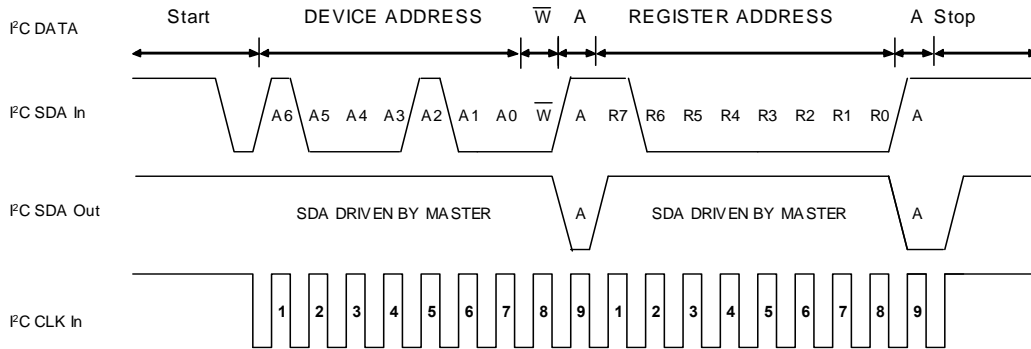 Start DEVICE ADDRESS W̅ A REGISTER ADDRESS A Stop
I²C DATA
I²C SDA In
A6 A5 A4 A3 A2 A1 A0 W̅ A R7 R6 R5 R4 R3 R2 R1 R0 A
I²C SDA Out
SDA DRIVEN BY MASTER A SDA DRIVEN BY MASTER A
I²C CLK In
1 2 3 4 5 6 7 8 9 1 2 3 4 5 6 7 8 9